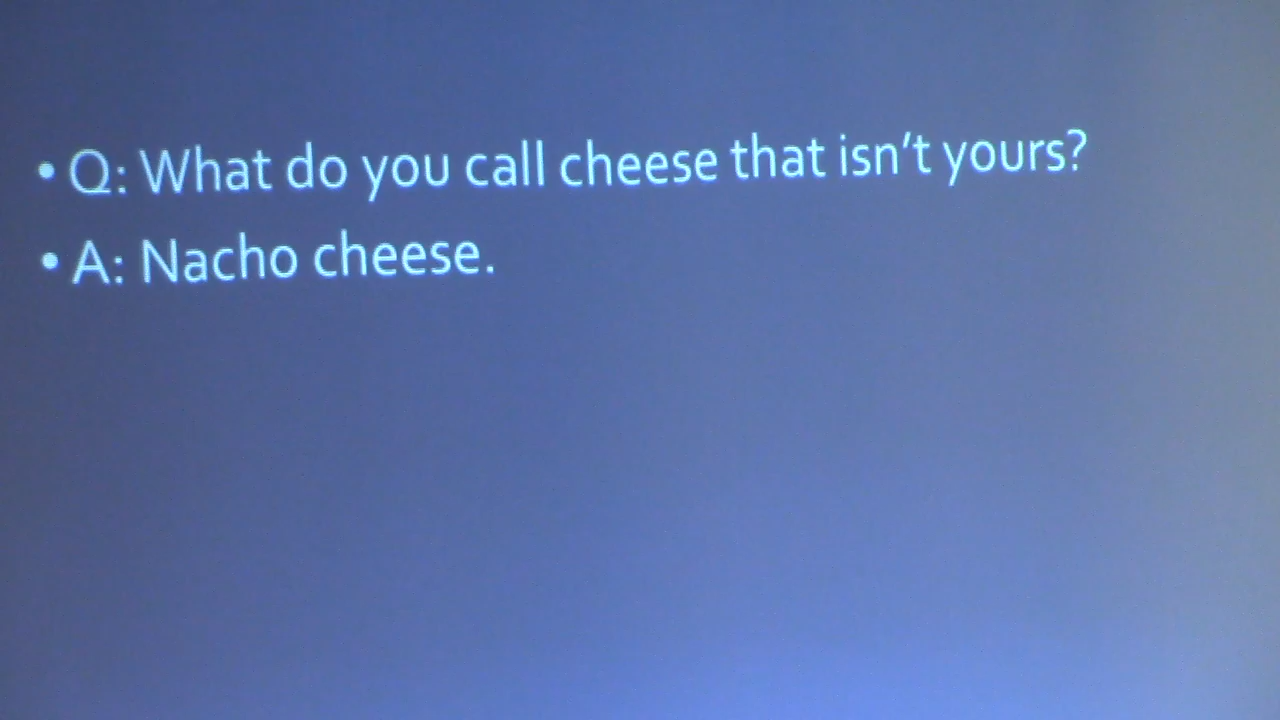 • Q: What do you call cheese that isn't yours?
• A: Nacho cheese.